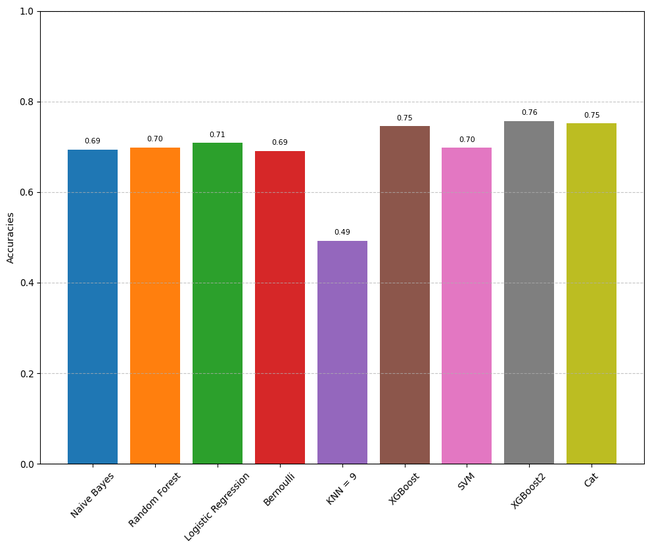 1.0
0.8
0.6
0.4
0.2
0.0
Accuracies
0.69
0.70
0.71
0.69
0.49
0.75
0.70
0.76
0.75
Naive Bayes
Random Forest
Logistic Regression
Bernoulli
KNN = 9
XGBoost
SVM
XGBoost2
Cat